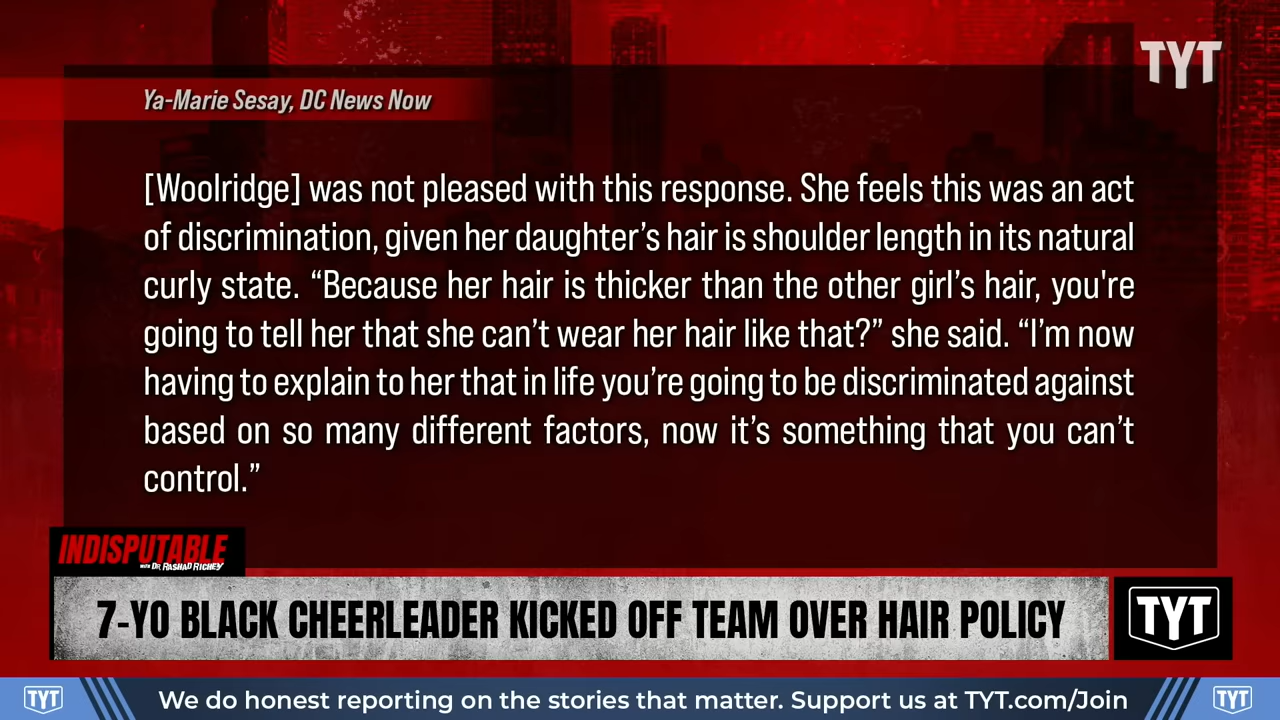 TYT
Ya-Marie Sesay, DC News Now
[Woolridge] was not pleased with this response. She feels this was an act
of discrimination, given her daughter’s hair is shoulder length in its natural
curly state. “Because her hair is thicker than the other girl’s hair, you're
going to tell her that she can’t wear her hair like that?” she said. “I’m now
having to explain to her that in life you’re going to be discriminated against
based on so many different factors, now it’s something that you can’t
control.”
INDISPUTABLE
WITH DR. RASHAD RICHEY
7-YO BLACK CHEERLEADER KICKED OFF TEAM OVER HAIR POLICY
TYT
TYT
We do honest reporting on the stories that matter. Support us at TYT.com/Join
TYT